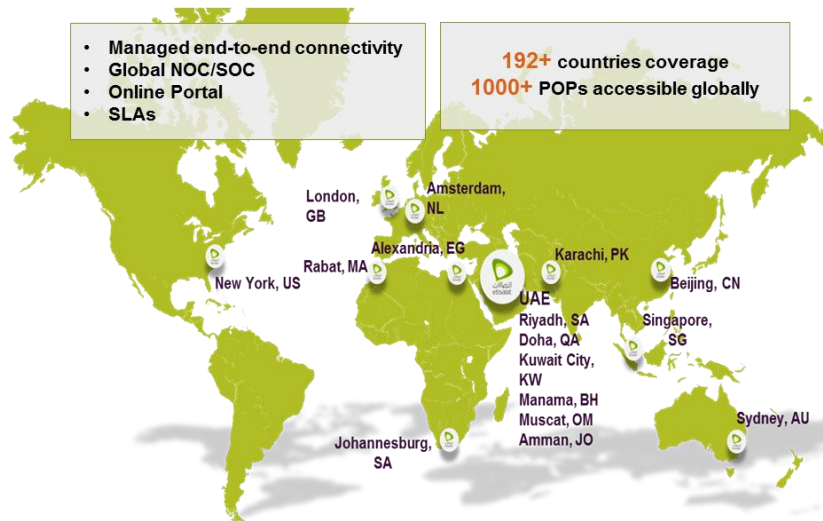 • Managed end-to-end connectivity
• Global NOC/SOC
• Online Portal
• SLAs
192+ countries coverage
1000+ POPs accessible globally
London,
GB
Amsterdam,
NL
Alexandria, EG
Rabat, MA
Karachi, PK
New York, US
Beijing, CN
اتصالات
etisalat
UAE
Riyadh, SA
Doha, QA
Kuwait City,
KW
Manama, BH
Muscat, OM
Amman, JO
Singapore,
SG
Sydney, AU
Johannesburg,
SA